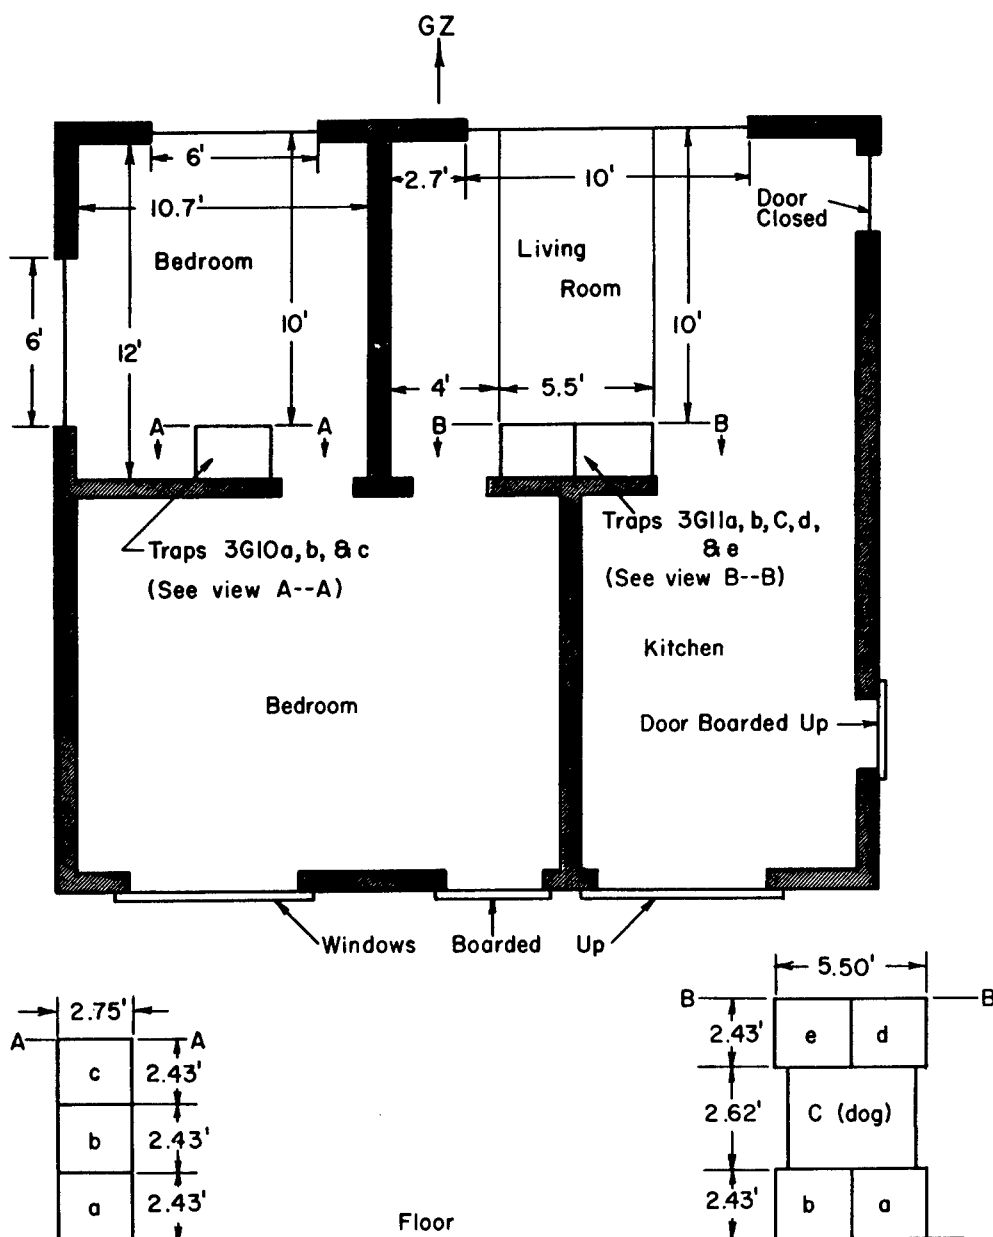 GZ
6'
2.7'
10'
10.7'
Door
Closed
Bedroom
Living
Room
6'
12'
10'
10'
4'
5.5'
A
A
B
B
Traps 3G10a, b, & c
(See view A--A)
Traps 3G11a, b, C, d,
& e
(See view B--B)
Kitchen
Bedroom
Door Boarded Up
Windows Boarded Up
2.75'
A
A
c
2.43'
b
2.43'
a
2.43'
Floor
5.50'
B
B
2.43'
e
d
2.62'
C (dog)
2.43'
b
a